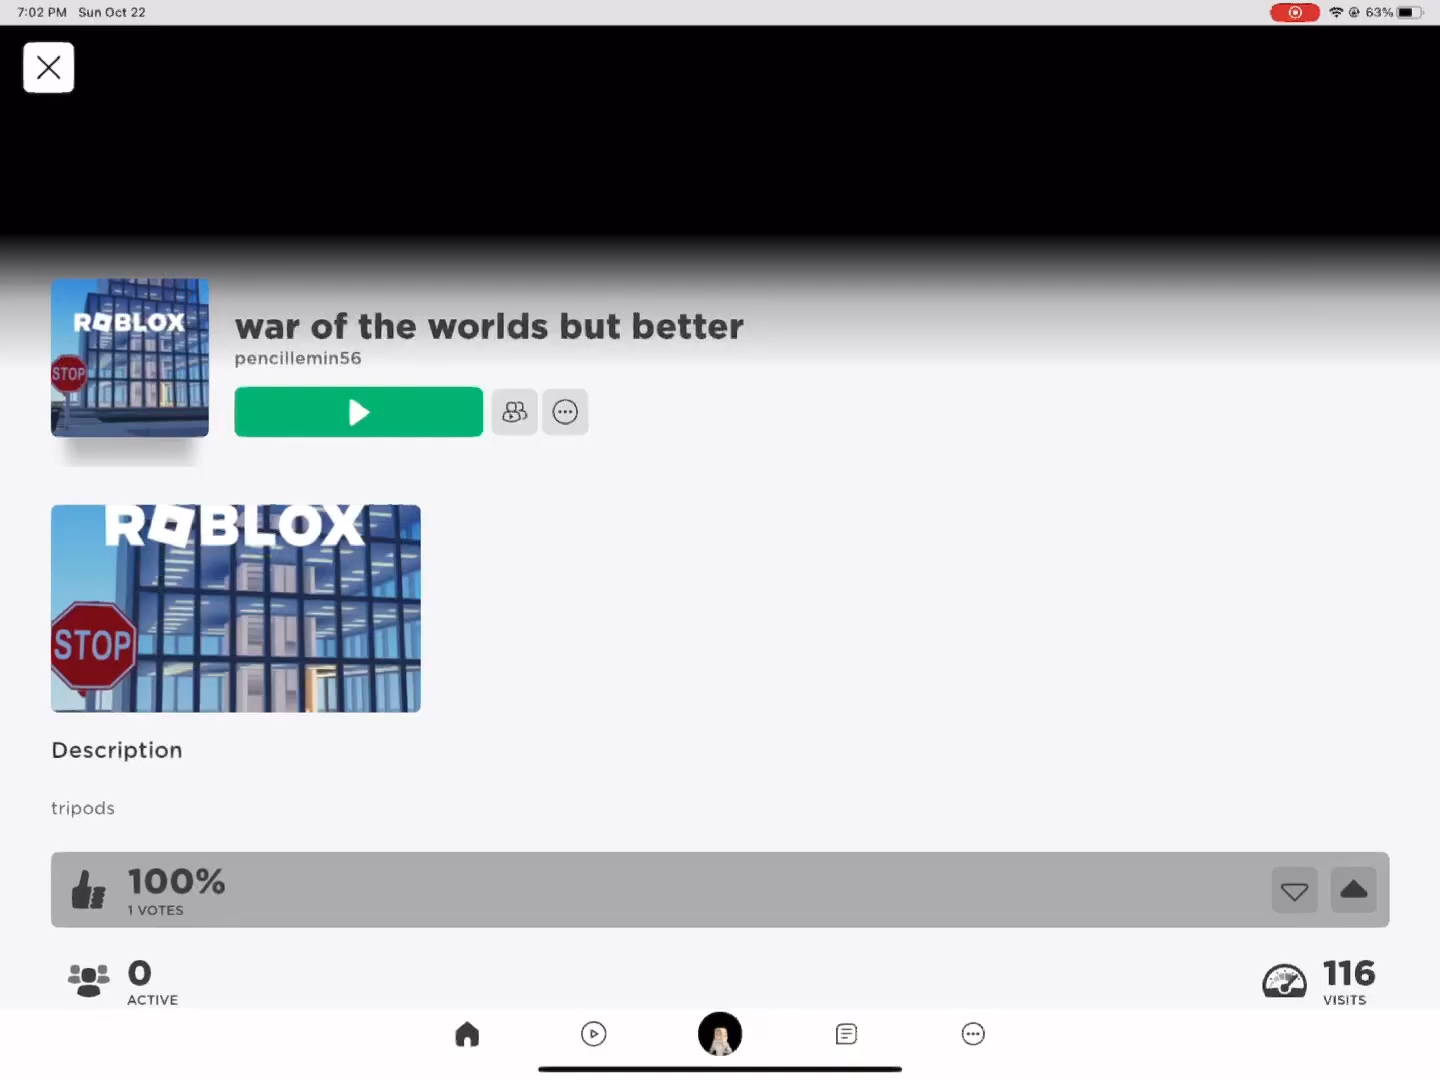 7:02 PM Sun Oct 22
63%
ROBLOX
STOP
war of the worlds but better
pencillemin56
ROBLOX
STOP
Description
tripods
100%
1 VOTES
0
ACTIVE
116
VISITS